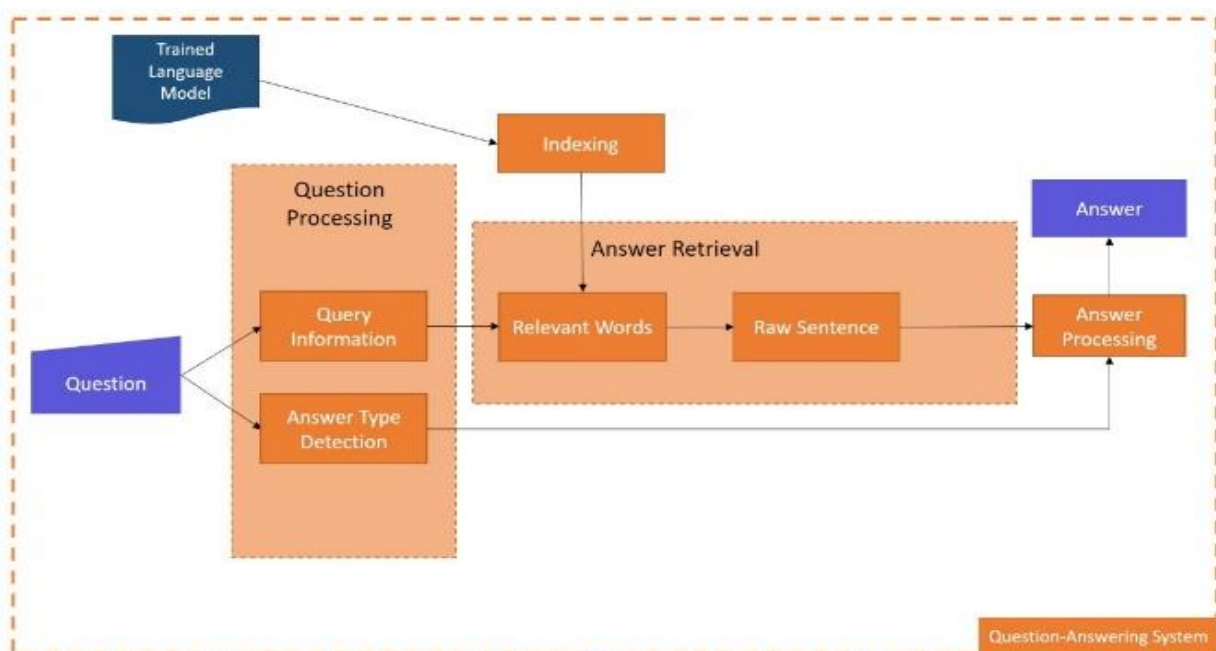 Trained
Language
Model
Indexing
Question
Processing
Answer
Answer Retrieval
Query
Information
Relevant Words
Raw Sentence
Answer
Processing
Question
Answer Type
Detection
Question-Answering System